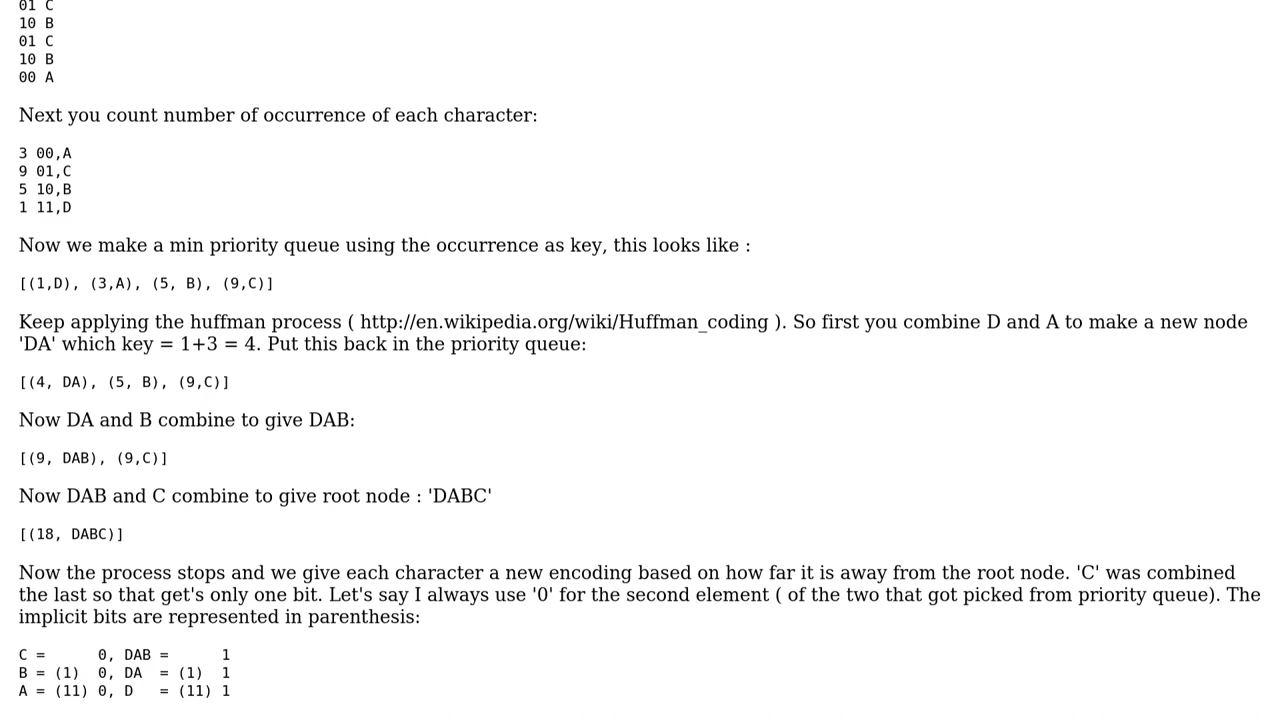 01 C
10 B
01 C
10 B
00 A
Next you count number of occurrence of each character:
3 00,A
9 01,C
5 10,B
1 11,D
Now we make a min priority queue using the occurrence as key, this looks like :
[(1,D), (3,A), (5, B), (9,C)]
Keep applying the huffman process ( http://en.wikipedia.org/wiki/Huffman_coding ). So first you combine D and A to make a new node
'DA' which key = 1+3 = 4. Put this back in the priority queue:
[(4, DA), (5, B), (9,C)]
Now DA and B combine to give DAB:
[(9, DAB), (9,C)]
Now DAB and C combine to give root node : 'DABC'
[(18, DABC)]
Now the process stops and we give each character a new encoding based on how far it is away from the root node. 'C' was combined
the last so that get's only one bit. Let's say I always use '0' for the second element ( of the two that got picked from priority queue). The
implicit bits are represented in parenthesis:
C =      0, DAB =      1
B = (1)  0, DA  = (1)  1
A = (11) 0, D   = (11) 1